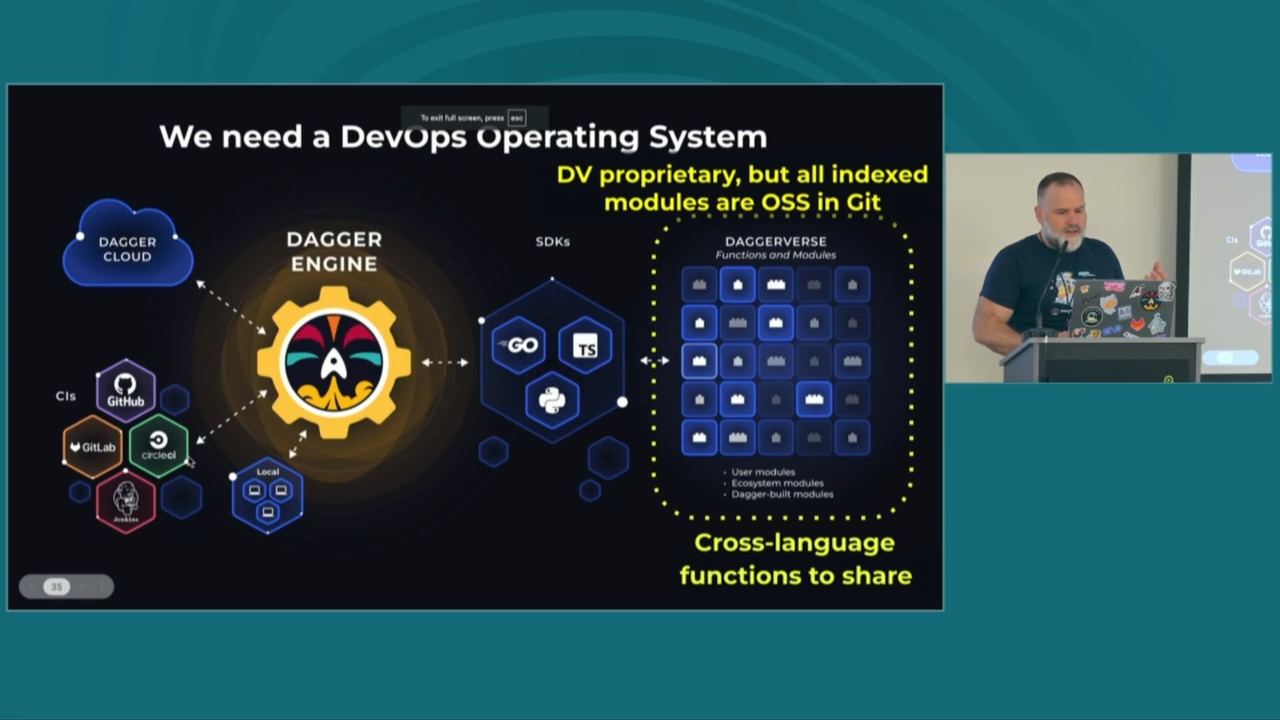 To exit full screen, press esc
We need a DevOps Operating System
DV proprietary, but all indexed
modules are OSS in Git
DAGGER
CLOUD
DAGGER
ENGINE
SDKs
DAGGERVERSE
Functions and Modules
GO
TS
CIs
GitHub
GitLab
circleci
Jenkins
Local
User modules
Ecosystem modules
Dagger-built modules
Cross-language
functions to share
35
CIs
GitLab